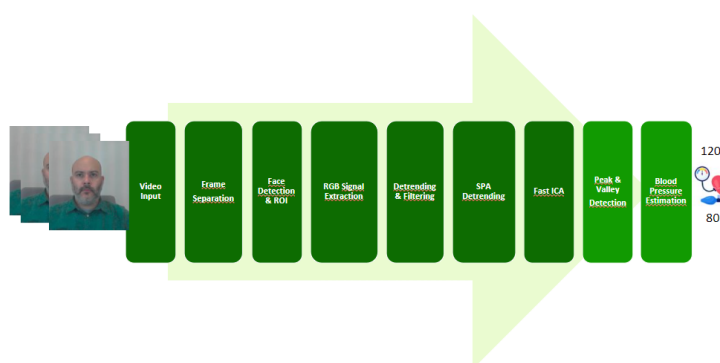 Video
Input
Frame
Separation
Face
Detection
& ROI
RGB Signal
Extraction
Detrending
& Filtering
SPA
Detrending
Fast ICA
Peak &
Valley
Detection
Blood
Pressure
Estimation
120
80